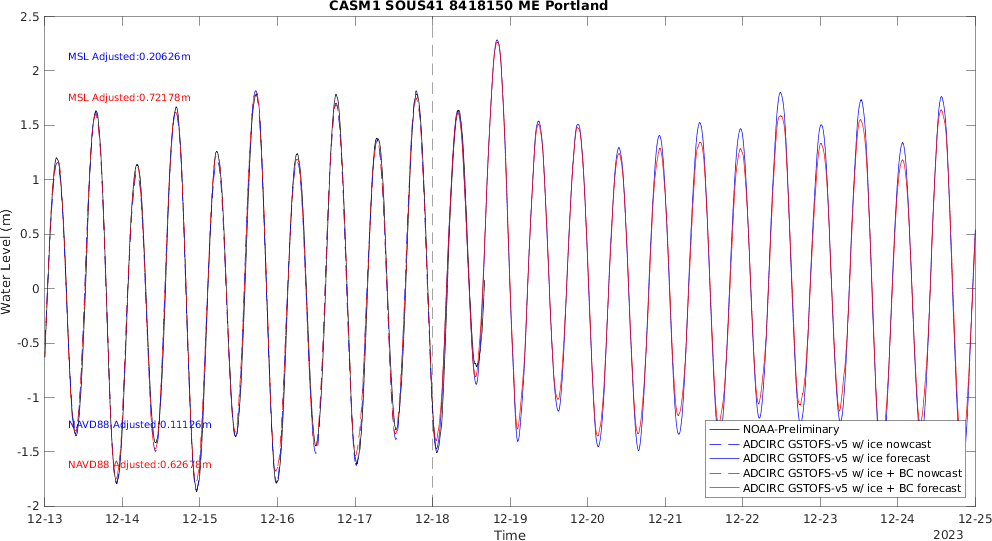 CASM1 SOUS41 8418150 ME Portland
2.5
2
1.5
1
0.5
0
-0.5
-1
-1.5
-2
Water Level (m)
MSL Adjusted:0.20626m
MSL Adjusted:0.72178m
NAVD88 Adjusted:0.11126m
NAVD88 Adjusted:0.62678m
NOAA-Preliminary
ADCIRC GSTOFS-v5 w/ ice nowcast
ADCIRC GSTOFS-v5 w/ ice forecast
ADCIRC GSTOFS-v5 w/ ice + BC nowcast
ADCIRC GSTOFS-v5 w/ ice + BC forecast
12-13 12-14 12-15 12-16 12-17 12-18 12-19 12-20 12-21 12-22 12-23 12-24 12-25
Time
2023